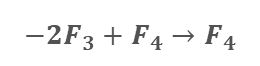 −2F₃ + F₄ → F₄